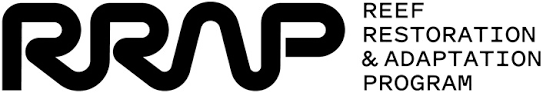 RRAP
REEF
RESTORATION
& ADAPTATION
PROGRAM